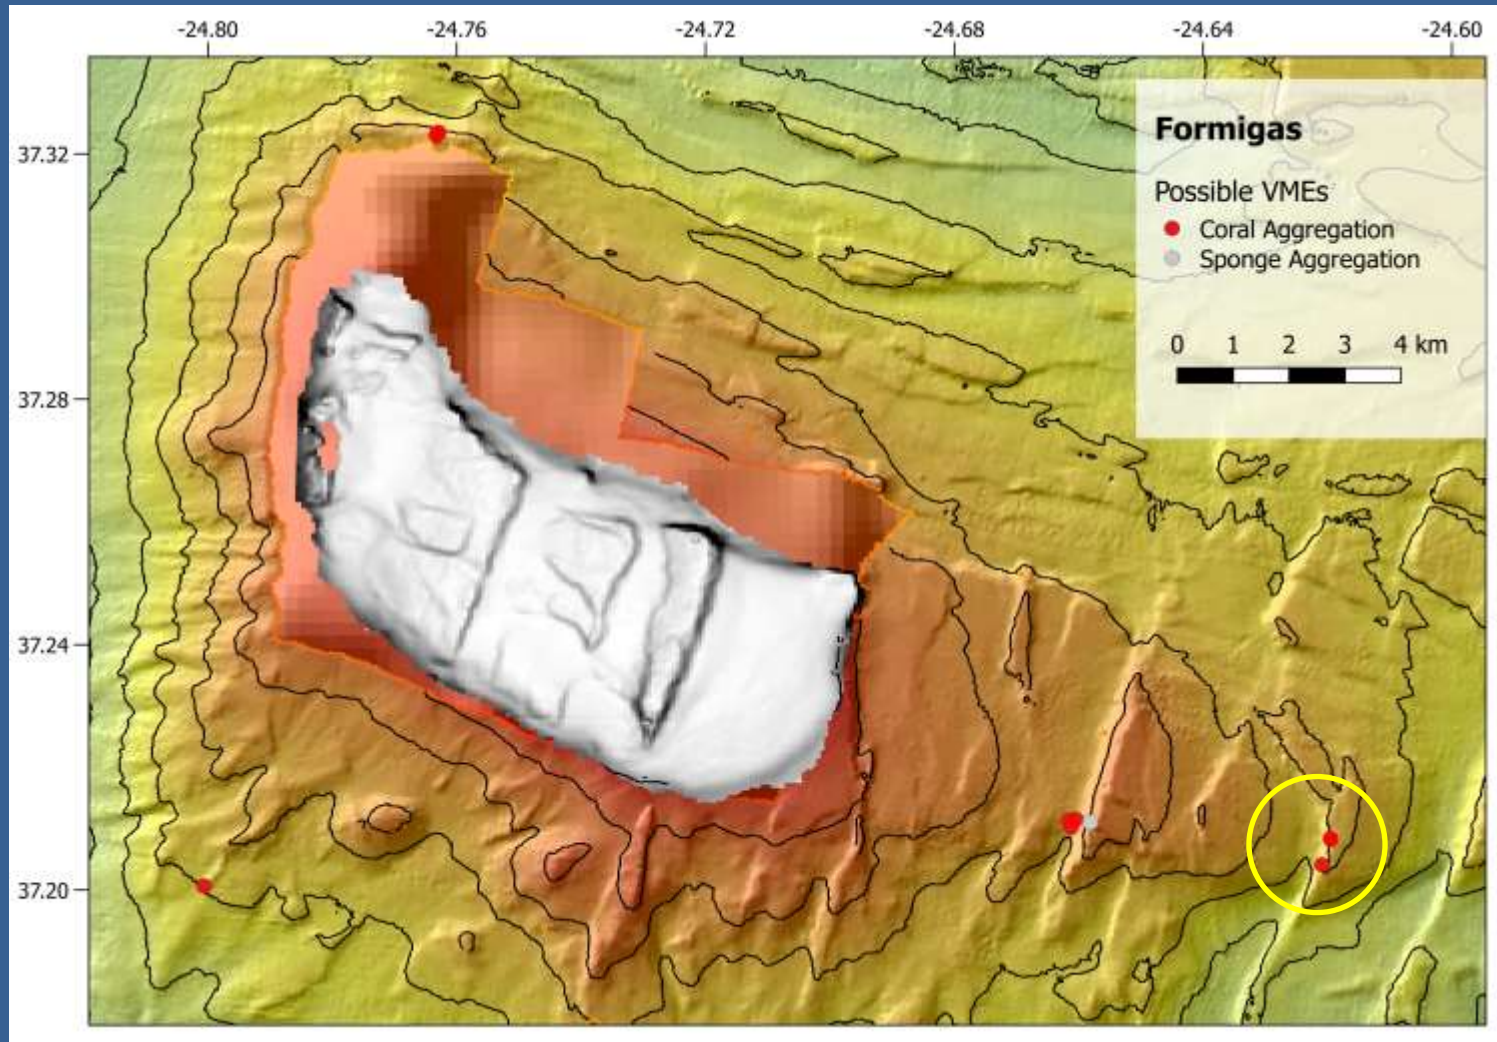 -24.80 -24.76 -24.72 -24.68 -24.64 -24.60
37.32
37.28
37.24
37.20
Formigas
Possible VMEs
Coral Aggregation
Sponge Aggregation
0 1 2 3 4 km